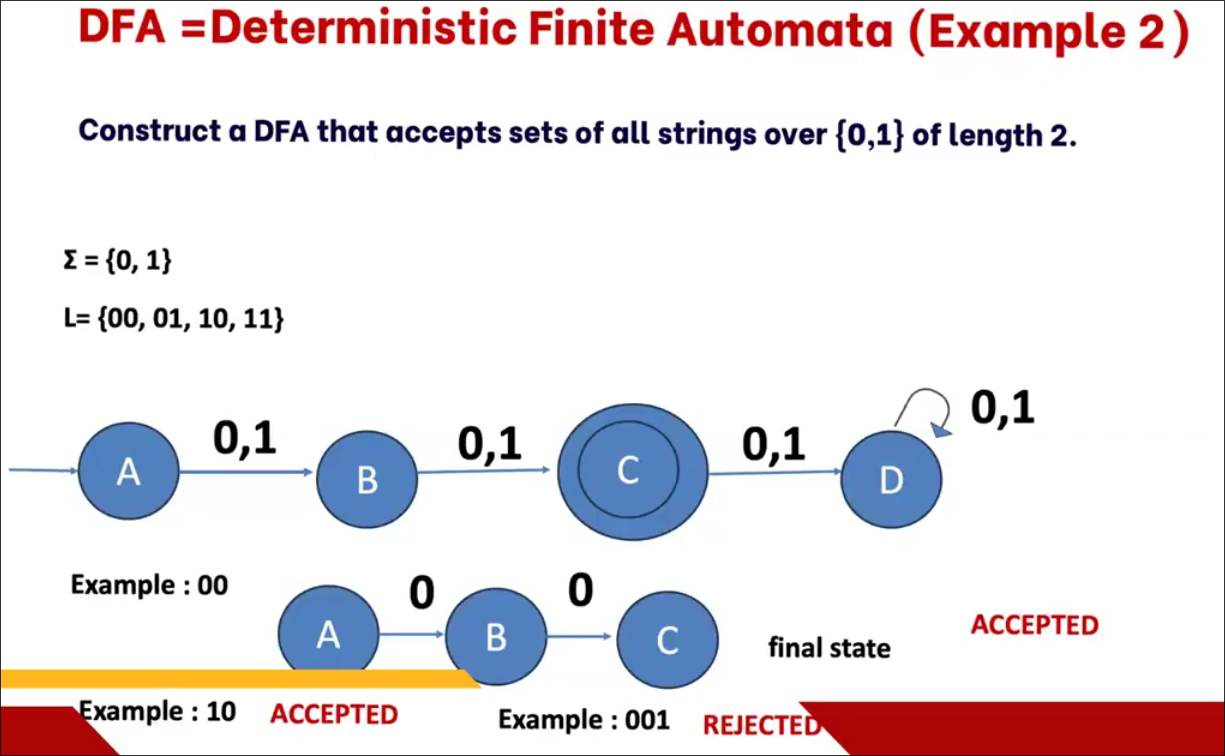 DFA =Deterministic Finite Automata (Example 2)
Construct a DFA that accepts sets of all strings over {0,1} of length 2.
Σ = {0, 1}
L= {00, 01, 10, 11}
A 0,1 B 0,1 C 0,1 D 0,1
Example : 00
A 0 B 0 C final state ACCEPTED
Example : 10 ACCEPTED Example : 001 REJECTED